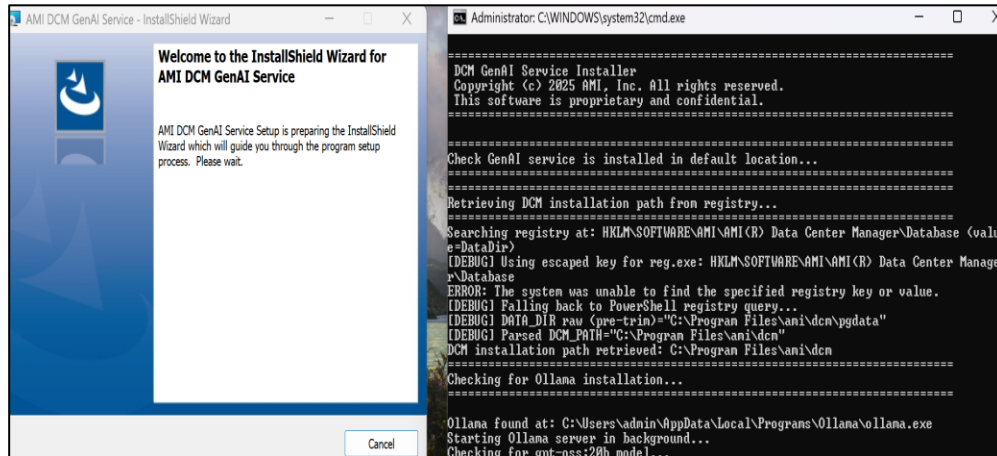 AMI DCM GenAI Service - InstallShield Wizard
Welcome to the InstallShield Wizard for
AMI DCM GenAI Service
AMI DCM GenAI Service Setup is preparing the InstallShield
Wizard which will guide you through the program setup
process. Please wait.
Cancel
Administrator: C:\WINDOWS\system32\cmd.exe
===============================================================
DCM GenAI Service Installer
Copyright (c) 2025 AMI, Inc. All rights reserved.
This software is proprietary and confidential.
===============================================================
===============================================================
Check GenAI service is installed in default location...
===============================================================
===============================================================
Retrieving DCM installation path from registry...
===============================================================
Searching registry at: HKLM\SOFTWARE\AMI\AMI(R) Data Center Manager\Database (valu
e=DataDir)
[DEBUG] Using escaped key for reg.exe: HKLM\SOFTWARE\AMI\AMI(R) Data Center Manage
r\Database
ERROR: The system was unable to find the specified registry key or value.
[DEBUG] Falling back to PowerShell registry query...
[DEBUG] DATA_DIR raw (pre-trim)="C:\Program Files\ami\dcm\pgdata"
[DEBUG] Parsed DCM_PATH="C:\Program Files\ami\dcm"
DCM installation path retrieved: C:\Program Files\ami\dcm
===============================================================
Checking for Ollama installation...
===============================================================
Ollama found at: C:\Users\admin\AppData\Local\Programs\Ollama\ollama.exe
Starting Ollama server in background...
Checking for gpt-oss:20b model...